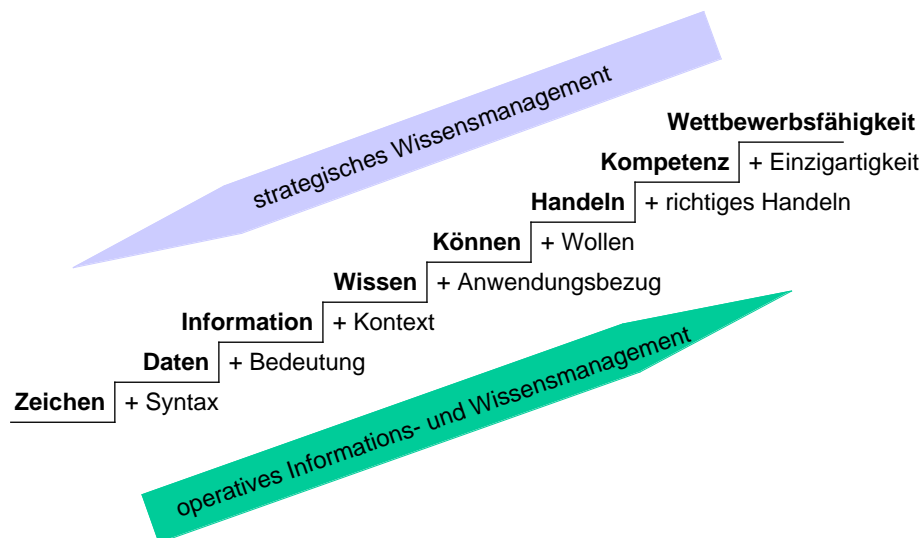 strategisches Wissensmanagement
Wettbewerbsfähigkeit
Kompetenz + Einzigartigkeit
Handeln + richtiges Handeln
Können + Wollen
Wissen + Anwendungsbezug
Information + Kontext
Daten + Bedeutung
Zeichen + Syntax
operatives Informations- und Wissensmanagement